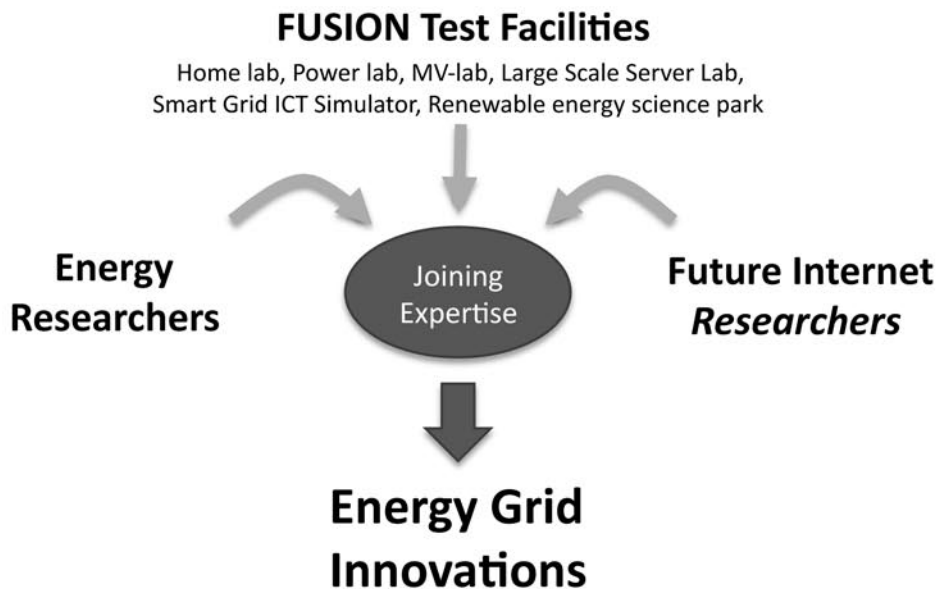 FUSION Test Facilities
Home lab, Power lab, MV-lab, Large Scale Server Lab,
Smart Grid ICT Simulator, Renewable energy science park
Energy
Researchers
Joining
Expertise
Future Internet
Researchers
Energy Grid
Innovations